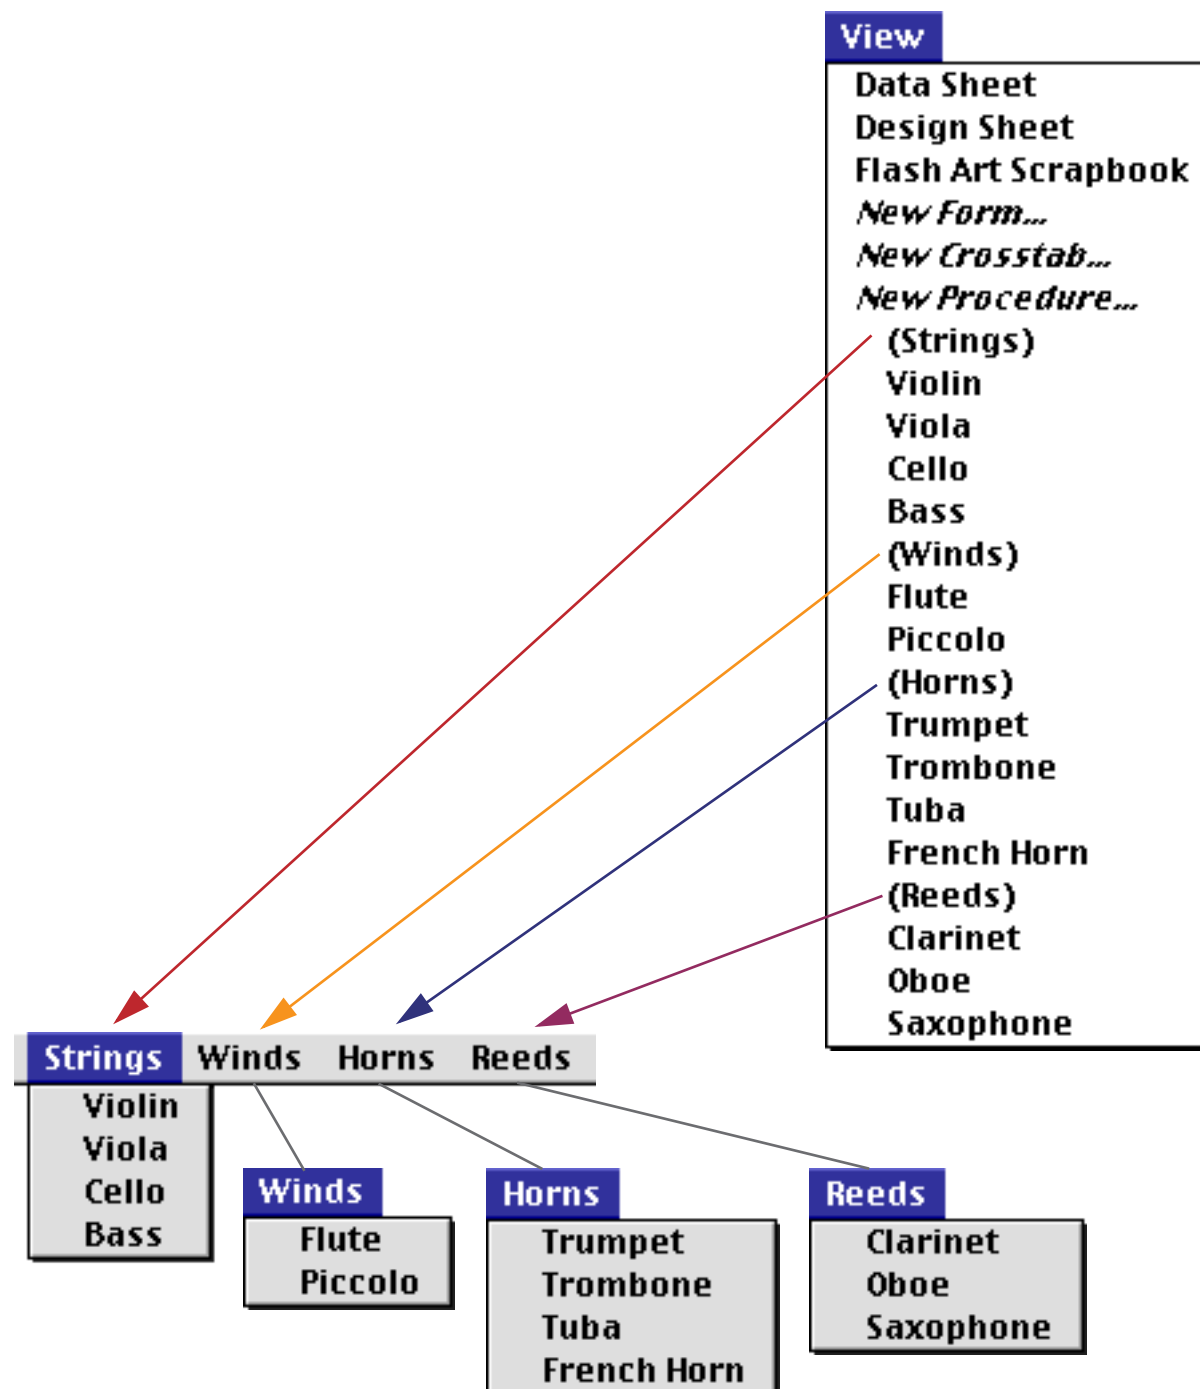 View
Data Sheet
Design Sheet
Flash Art Scrapbook
New Form...
New Crosstab...
New Procedure...
(Strings)
Violin
Viola
Cello
Bass
(Winds)
Flute
Piccolo
(Horns)
Trumpet
Trombone
Tuba
French Horn
(Reeds)
Clarinet
Oboe
Saxophone
Strings Winds Horns Reeds
Violin
Viola
Cello
Bass
Winds
Flute
Piccolo
Horns
Trumpet
Trombone
Tuba
French Horn
Reeds
Clarinet
Oboe
Saxophone